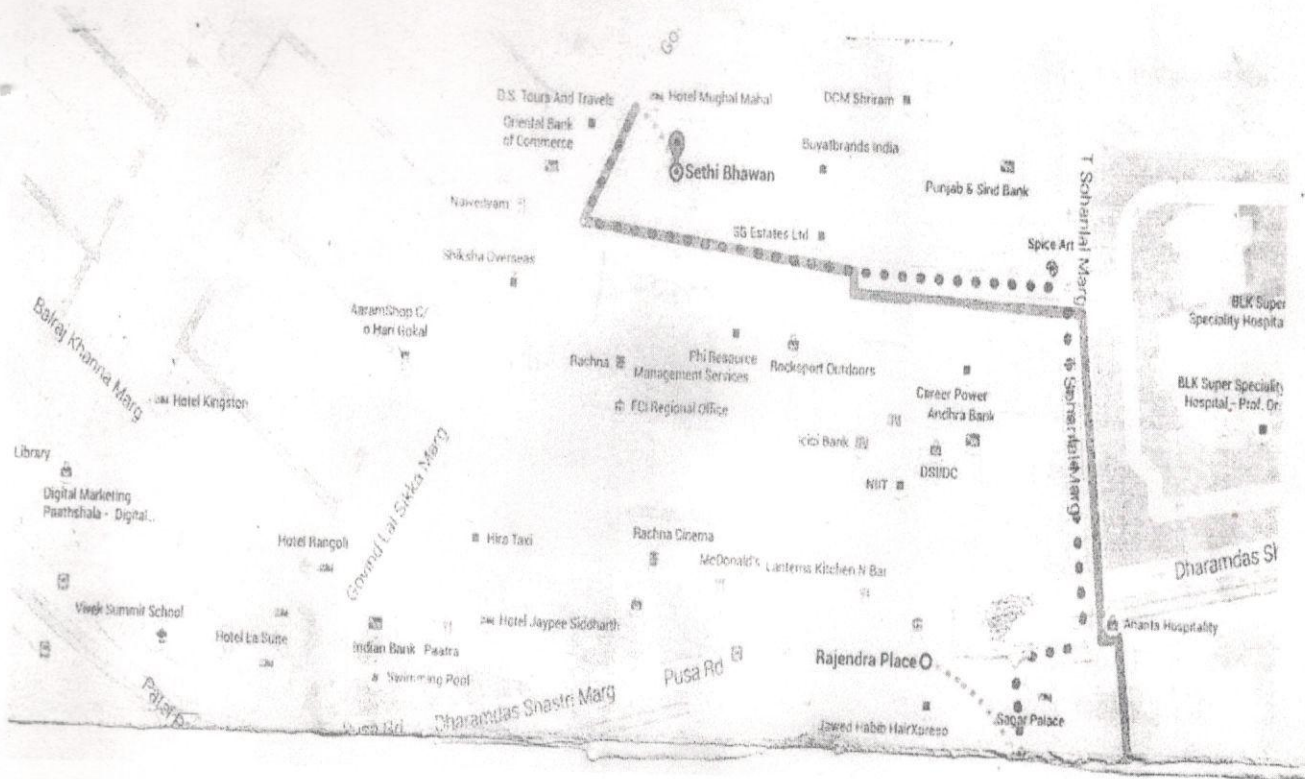 Go
D.S. Tours And Travels
Hotel Mughal Mahal
DCM Shriram
Oriental Bank
of Commerce
Buyatbrands India
Sethi Bhawan
Punjab & Sind Bank
T Sohanlal Marg
Nawedyam
SG Estates Ltd
Spice Art
Shiksha Overseas
BLK Super
Speciality Hospita
AaramShop C/
o Hari Gokal
Balraj Khanna Marg
Rachna
Phi Resource
Management Services
Rocksport Outdoors
BLK Super Speciality
Hospital - Prof. Dr.
Career Power
Andhra Bank
Hotel Kingston
FCI Regional Office
Icici Bank
DSIIDC
Library
NIIT
Digital Marketing
Paathshala - Digital...
Govind Lal Sikka Marg
Hotel Rangoli
Hira Taxi
Rachna Cinema
McDonald's
Lanterns Kitchen N Bar
Dharamdas Sh
Vivek Summit School
Hotel La Suite
Hotel Jaypee Siddharth
Ananta Hospitality
Indian Bank
Paatra
Rajendra Place
Swimming Pool
Pusa Rd
Dharamdas Shastri Marg
Jawed Habib HairXpreso
Sagar Palace